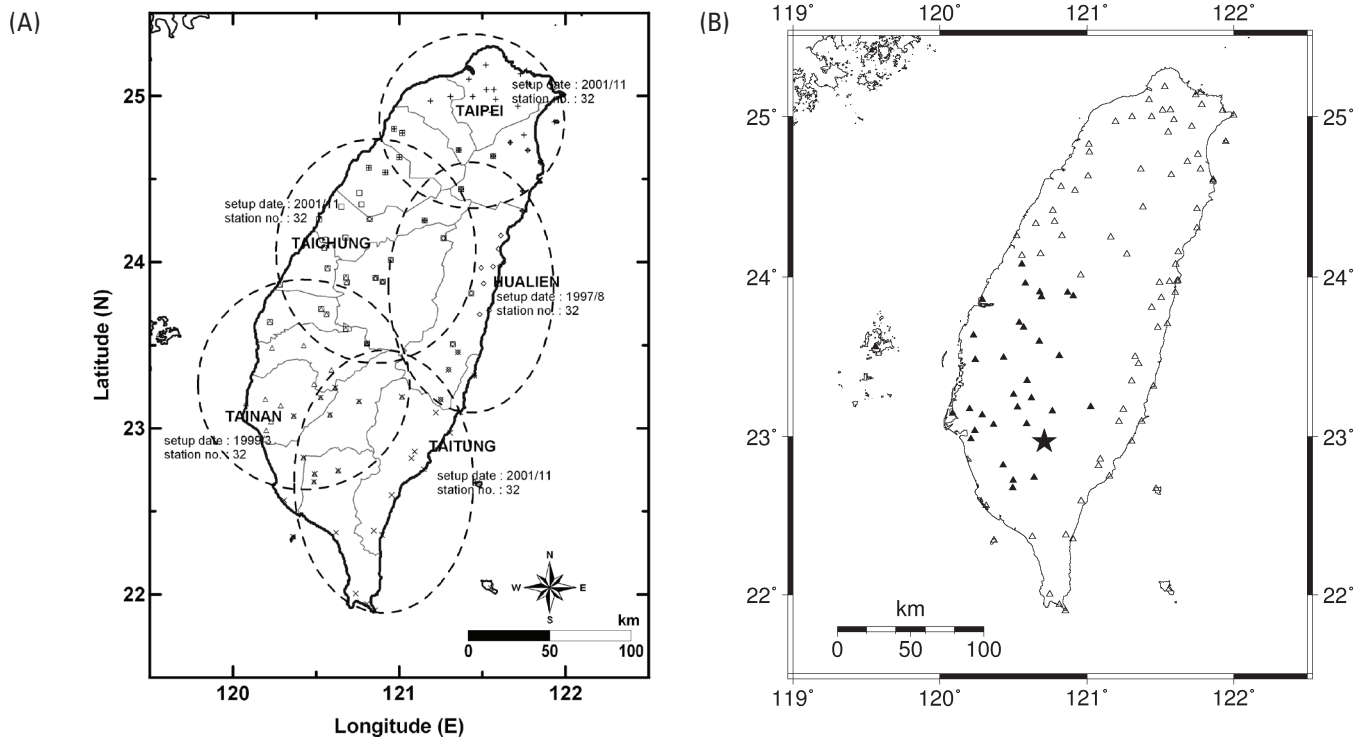 (A)
25
24
23
22
120
121
122
Latitude (N)
Longitude (E)
setup date : 2001/11
station no. : 32
TAIPEI
setup date : 2001/11
station no. : 32
TAICHUNG
HUALIEN
setup date : 1997/8
station no. : 32
TAINAN
setup date : 1999/3
station no. : 32
TAITUNG
setup date : 2001/11
station no. : 32
N
W E
S
km
0 50 100
(B)
119° 120° 121° 122°
25° 25°
24° 24°
23° 23°
22° 22°
km
0 50 100
119° 120° 121° 122°